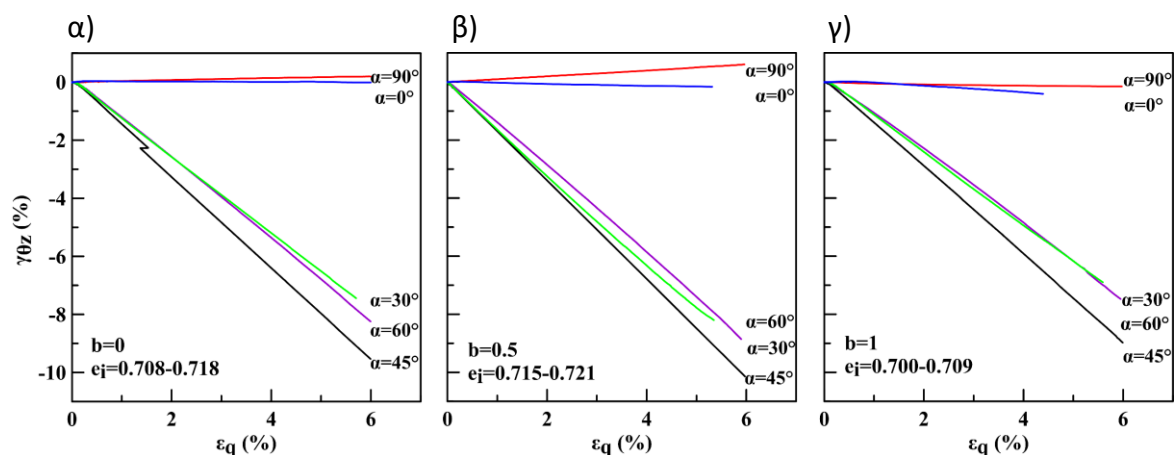 α) β) γ)
0
-2
-4
-6
-8
-10
γθz (%)
α=90°
α=0°
α=30°
α=60°
α=45°
b=0
ei=0.708-0.718
0 2 4 6
εq (%)
α=90°
α=0°
α=60°
α=30°
α=45°
b=0.5
ei=0.715-0.721
0 2 4 6
εq (%)
α=90°
α=0°
α=30°
α=60°
α=45°
b=1
ei=0.700-0.709
0 2 4 6
εq (%)